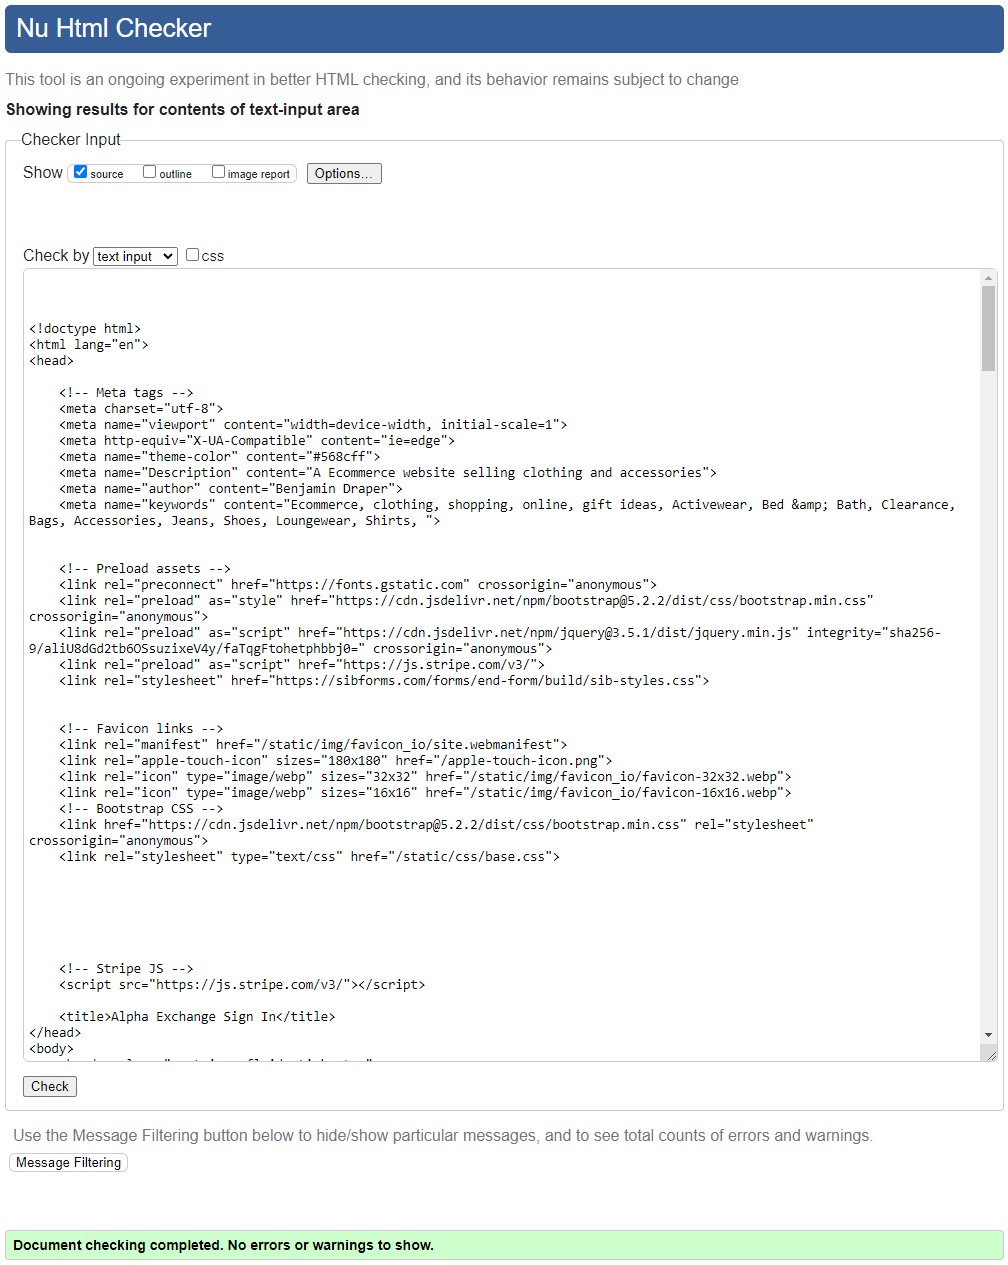 Nu Html Checker
This tool is an ongoing experiment in better HTML checking, and its behavior remains subject to change
Showing results for contents of text-input area
Checker Input
Show source outline image report Options...
Check by text input css
<!doctype html>
<html lang="en">
<head>
<!-- Meta tags -->
<meta charset="utf-8">
<meta name="viewport" content="width=device-width, initial-scale=1">
<meta http-equiv="X-UA-Compatible" content="ie=edge">
<meta name="theme-color" content="#568cff">
<meta name="Description" content="A Ecommerce website selling clothing and accessories">
<meta name="author" content="Benjamin Draper">
<meta name="keywords" content="Ecommerce, clothing, shopping, online, gift ideas, Activewear, Bed &amp; Bath, Clearance,
Bags, Accessories, Jeans, Shoes, Loungewear, Shirts, ">
<!-- Preload assets -->
<link rel="preconnect" href="https://fonts.gstatic.com" crossorigin="anonymous">
<link rel="preload" as="style" href="https://cdn.jsdelivr.net/npm/bootstrap@5.2.2/dist/css/bootstrap.min.css"
crossorigin="anonymous">
<link rel="preload" as="script" href="https://cdn.jsdelivr.net/npm/jquery@3.5.1/dist/jquery.min.js" integrity="sha256-
9/aliU8dGd2tb6OSsuzixeV4y/faTqgFtohetphbbj0=" crossorigin="anonymous">
<link rel="preload" as="script" href="https://js.stripe.com/v3/">
<link rel="stylesheet" href="https://sibforms.com/forms/end-form/build/sib-styles.css">
<!-- Favicon links -->
<link rel="manifest" href="/static/img/favicon_io/site.webmanifest">
<link rel="apple-touch-icon" sizes="180x180" href="/apple-touch-icon.png">
<link rel="icon" type="image/webp" sizes="32x32" href="/static/img/favicon_io/favicon-32x32.webp">
<link rel="icon" type="image/webp" sizes="16x16" href="/static/img/favicon_io/favicon-16x16.webp">
<!-- Bootstrap CSS -->
<link href="https://cdn.jsdelivr.net/npm/bootstrap@5.2.2/dist/css/bootstrap.min.css" rel="stylesheet"
crossorigin="anonymous">
<link rel="stylesheet" type="text/css" href="/static/css/base.css">
<!-- Stripe JS -->
<script src="https://js.stripe.com/v3/"></script>
<title>Alpha Exchange Sign In</title>
</head>
<body>
Check
Use the Message Filtering button below to hide/show particular messages, and to see total counts of errors and warnings.
Message Filtering
Document checking completed. No errors or warnings to show.